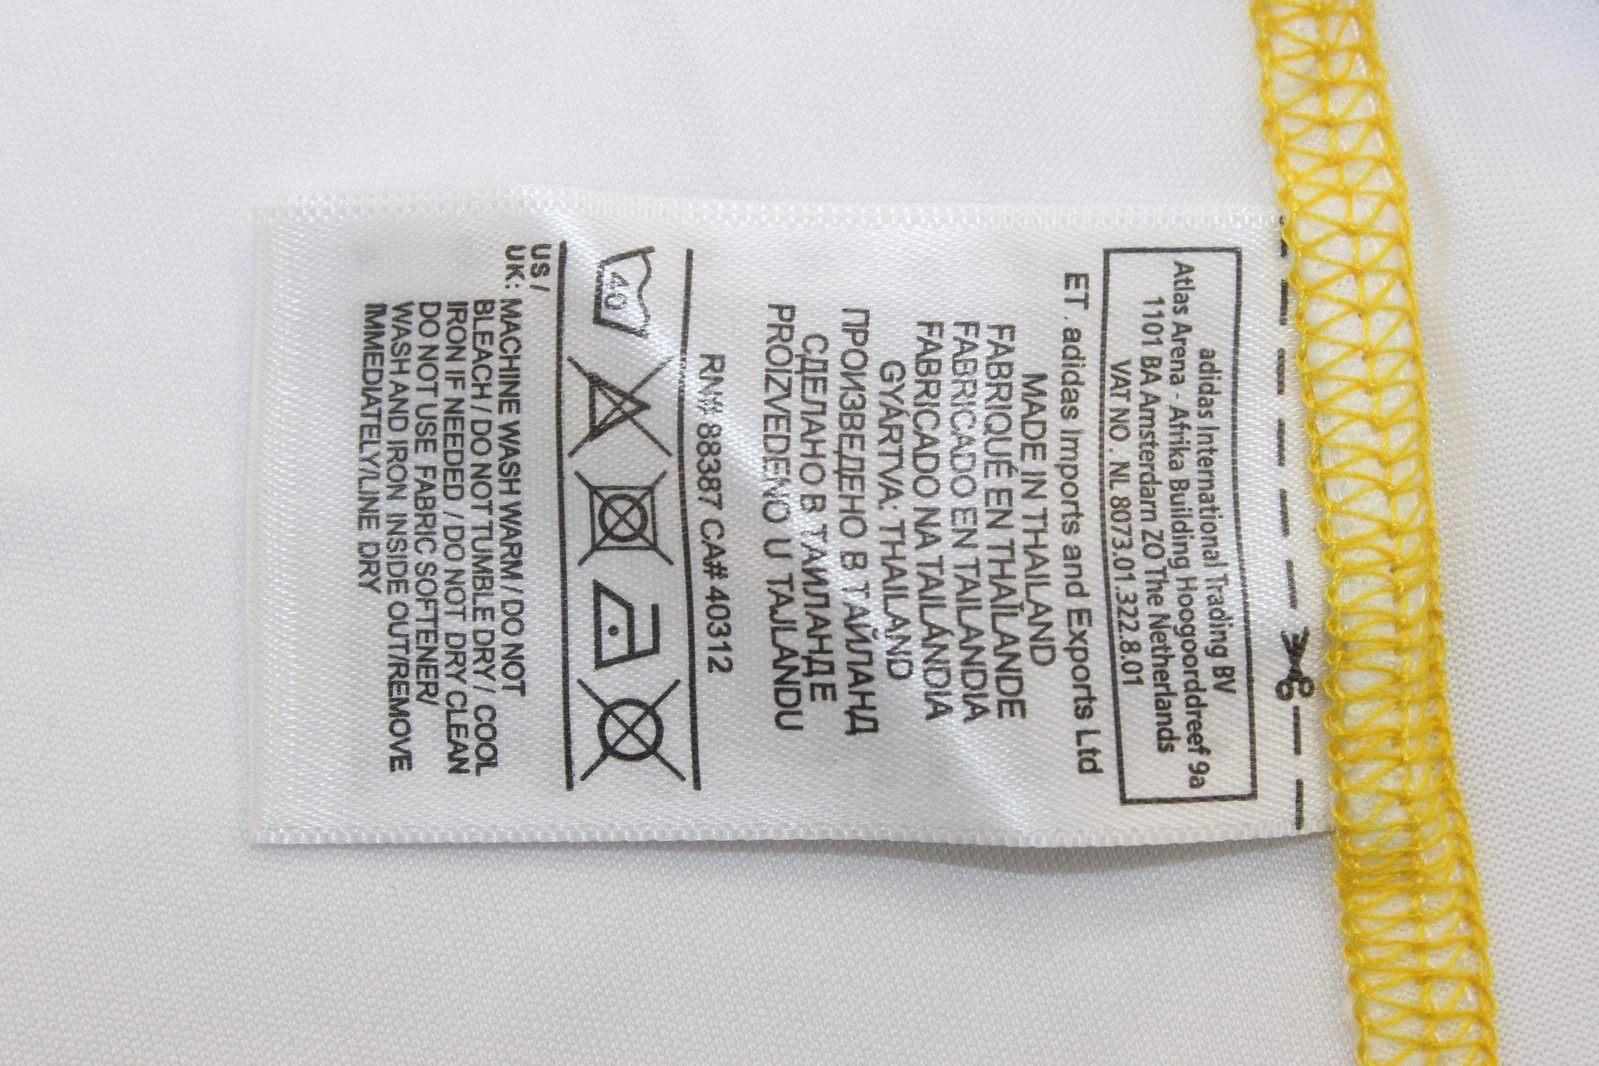 adidas International Trading BV
Atlas Arena - Afrika Building Hoogoorddreef 9a
1101 BA Amsterdam ZO The Netherlands
VAT NO. NL 8073.01.322.8.01
ET. adidas Imports and Exports Ltd
MADE IN THAILAND
FABRIQUÉ EN THAÏLANDE
FABRICADO EN TAILANDIA
FABRICADO NA TAILÁNDIA
GYÁRTVA: THAILAND
ПРОИЗВЕДЕНО В ТАЙЛАНД
СДЕЛАНО В ТАИЛАНДЕ
PROIZVEDENO U TAJLANDU
RN# 88387 CA# 40312
40
US /
UK: MACHINE WASH WARM / DO NOT
BLEACH / DO NOT TUMBLE DRY / COOL
IRON IF NEEDED / DO NOT DRY CLEAN
DO NOT USE FABRIC SOFTENER/
WASH AND IRON INSIDE OUT/REMOVE
IMMEDIATELY/LINE DRY